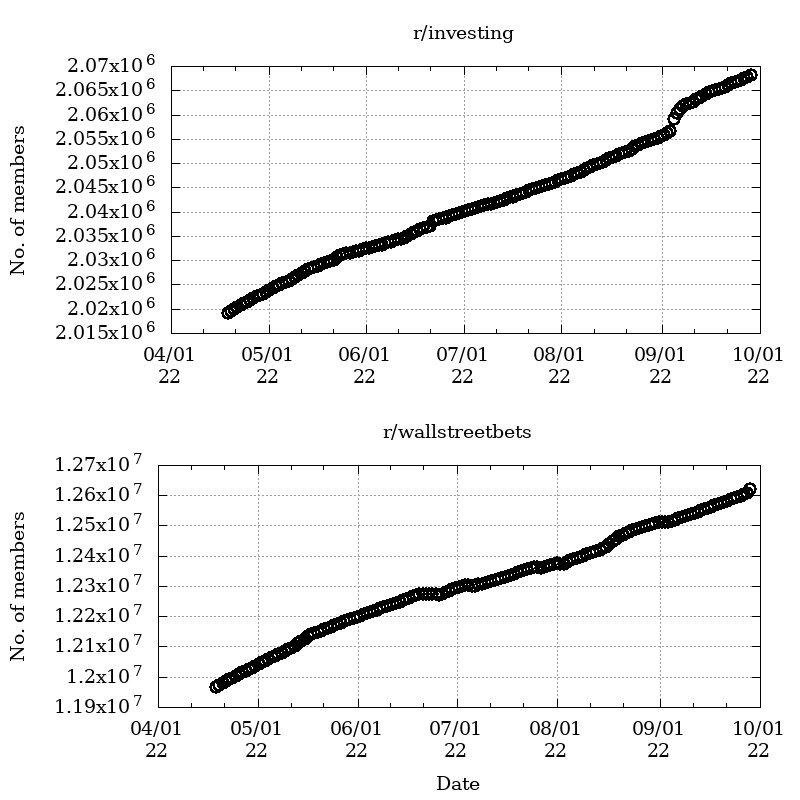 r/investing
No. of members
2.07x10^6
2.065x10^6
2.06x10^6
2.055x10^6
2.05x10^6
2.045x10^6
2.04x10^6
2.035x10^6
2.03x10^6
2.025x10^6
2.02x10^6
2.015x10^6
04/01 05/01 06/01 07/01 08/01 09/01 10/01
22 22 22 22 22 22 22
r/wallstreetbets
No. of members
1.27x10^7
1.26x10^7
1.25x10^7
1.24x10^7
1.23x10^7
1.22x10^7
1.21x10^7
1.2x10^7
1.19x10^7
04/01 05/01 06/01 07/01 08/01 09/01 10/01
22 22 22 22 22 22 22
Date